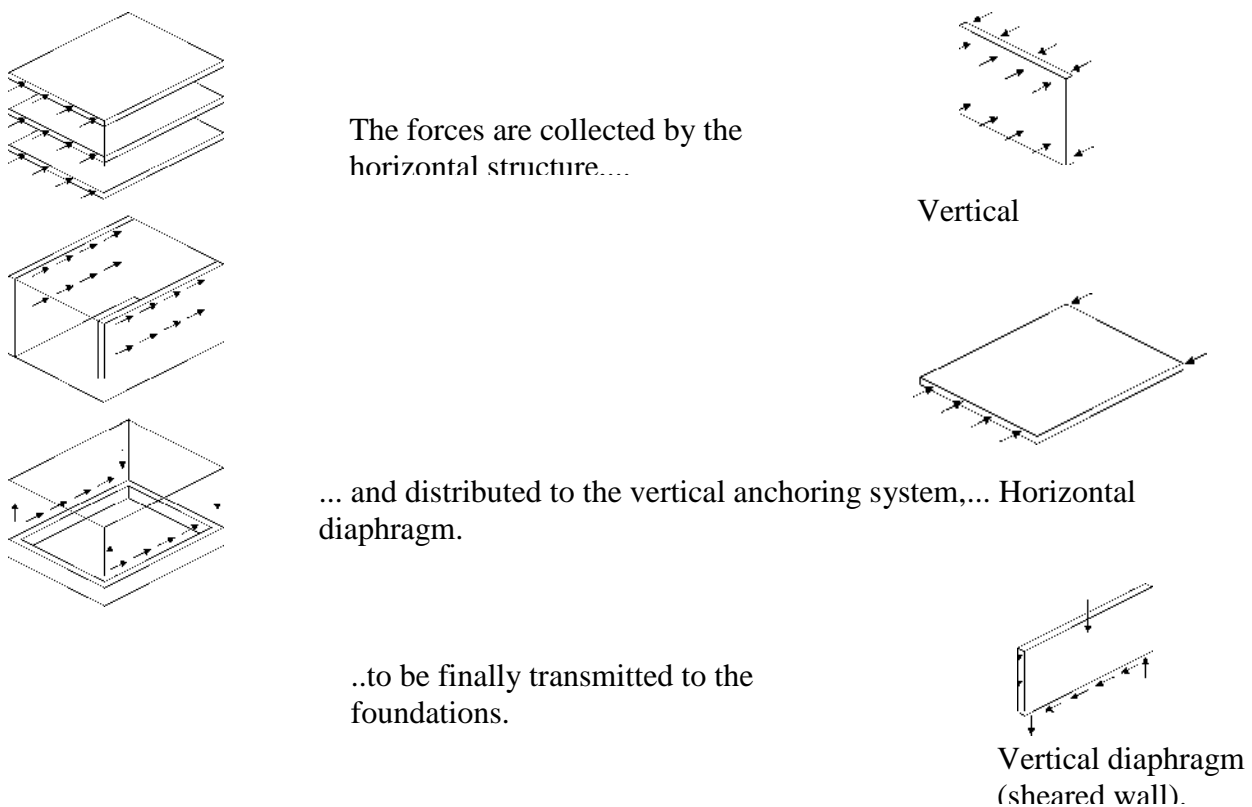 The forces are collected by the
horizontal structure....
Vertical
... and distributed to the vertical anchoring system,... Horizontal
diaphragm.
..to be finally transmitted to the
foundations.
Vertical diaphragm
(sheared wall).